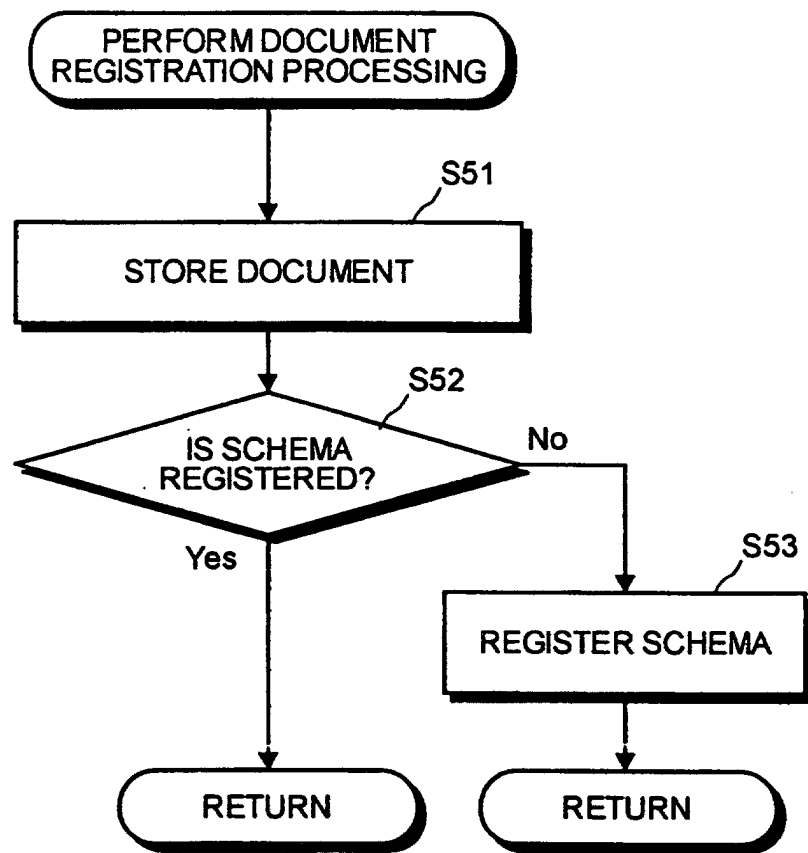 PERFORM DOCUMENT
REGISTRATION PROCESSING
S51
STORE DOCUMENT
S52
IS SCHEMA
REGISTERED?
No
Yes
S53
REGISTER SCHEMA
RETURN
RETURN